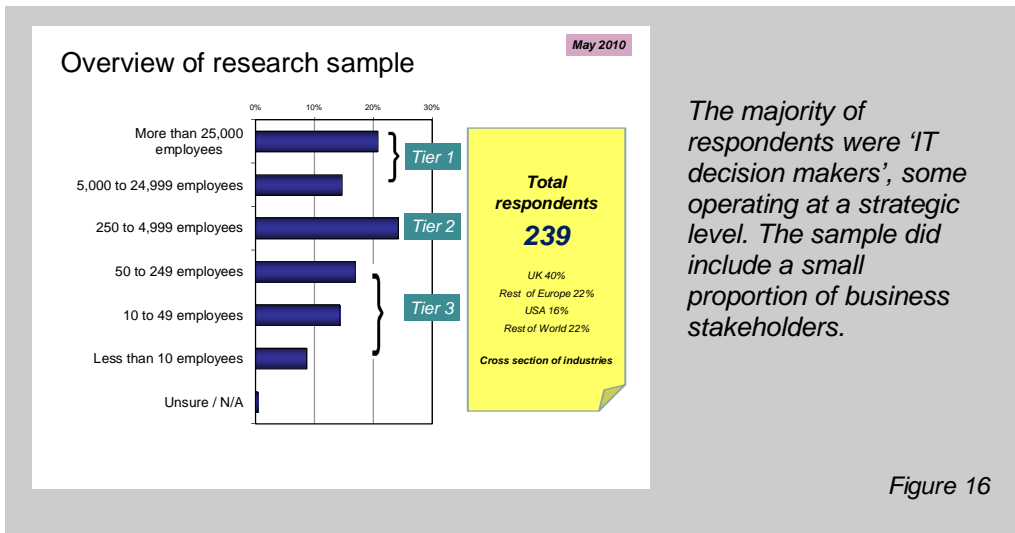 May 2010
Overview of research sample
0%
10%
20%
30%
More than 25,000
employees
Tier 1
5,000 to 24,999 employees
250 to 4,999 employees
Tier 2
50 to 249 employees
10 to 49 employees
Tier 3
Less than 10 employees
Unsure / N/A
Total
respondents
239
UK 40%
Rest of Europe 22%
USA 16%
Rest of World 22%
Cross section of industries
The majority of
respondents were ‘IT
decision makers’, some
operating at a strategic
level. The sample did
include a small
proportion of business
stakeholders.
Figure 16